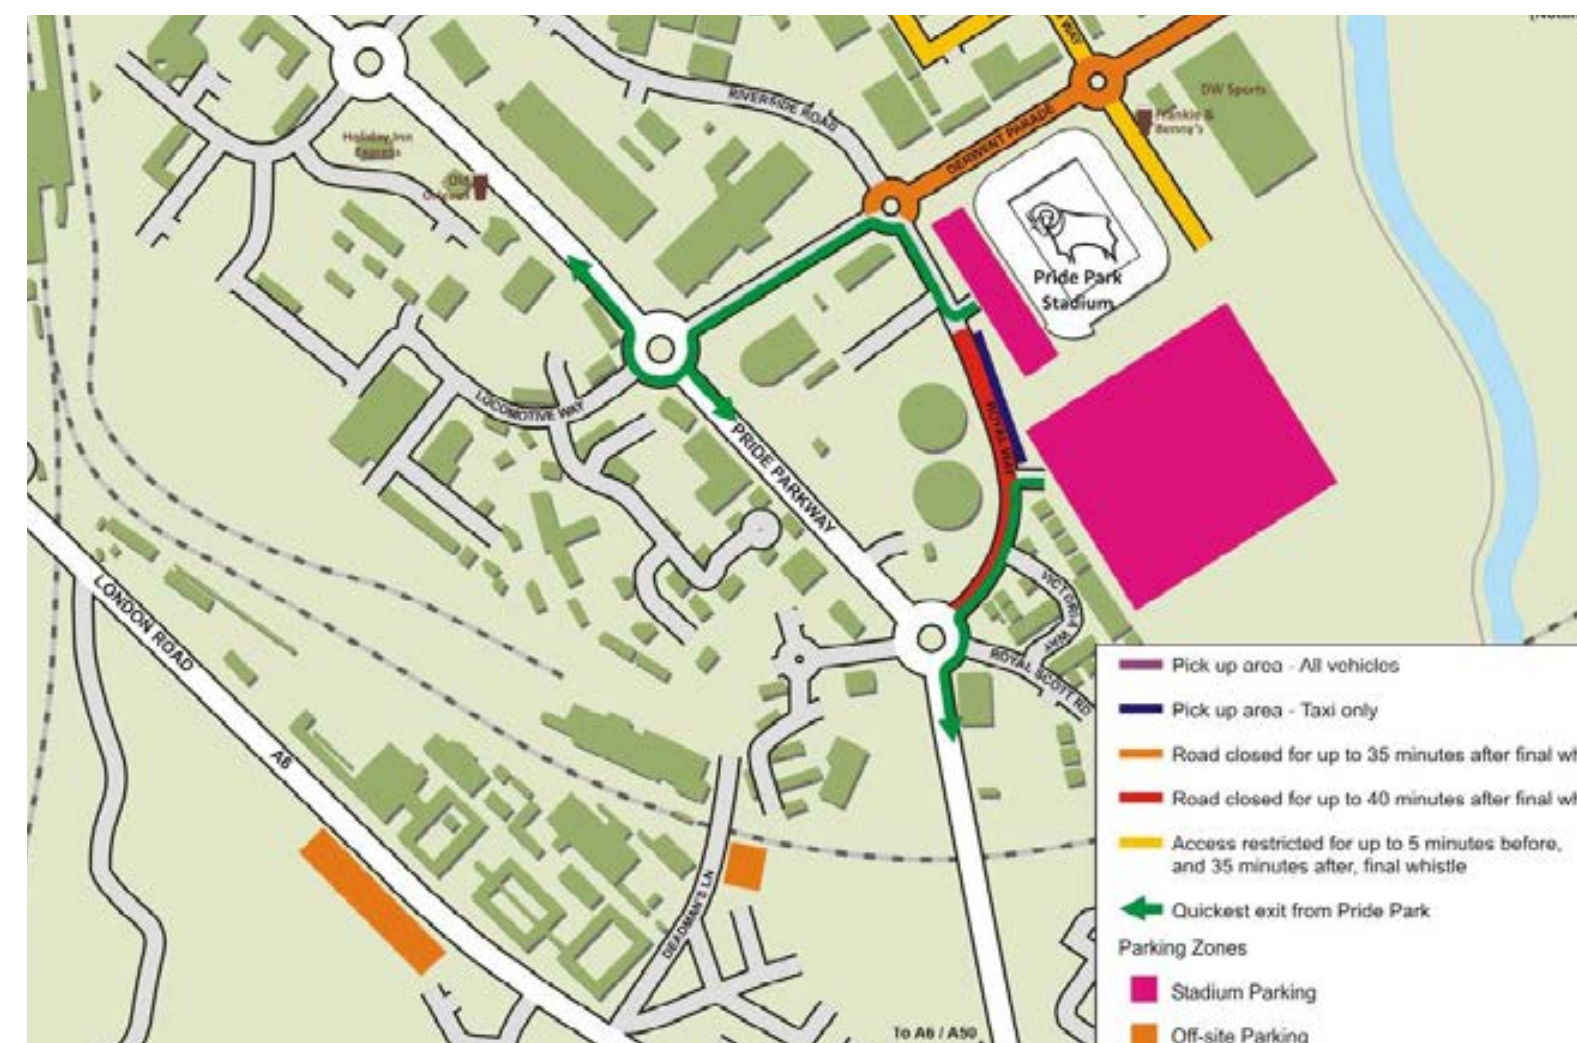 WAY
DW Sports
Frankie &
Benny's
RIVERSIDE ROAD
DERWENT PARADE
Holiday Inn
Express
Old
Pride Park
Stadium
LOCOMOTIVE WAY
ROYAL WAY
PRIDE PARKWAY
VICTORIA WAY
ROYAL SCOTT RD
LONDON ROAD
A6
DEADMAN'S LN
To A6 / A50
Pick up area - All vehicles
Pick up area - Taxi only
Road closed for up to 35 minutes after final wh
Road closed for up to 40 minutes after final wh
Access restricted for up to 5 minutes before,
and 35 minutes after, final whistle
Quickest exit from Pride Park
Parking Zones
Stadium Parking
Off-site Parking